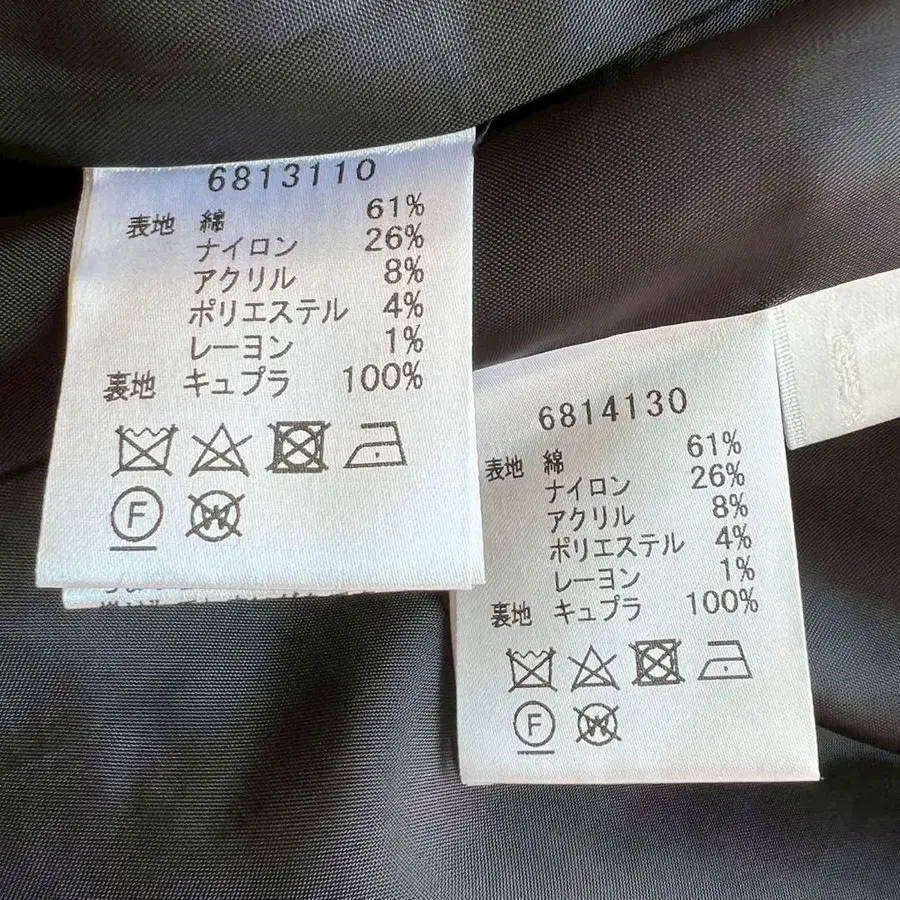 6813110
表地 綿 61%
ナイロン 26%
アクリル 8%
ポリエステル 4%
レーヨン 1%
裏地 キュプラ 100%
F W
6814130
表地 綿 61%
ナイロン 26%
アクリル 8%
ポリエステル 4%
レーヨン 1%
裏地 キュプラ 100%
F W